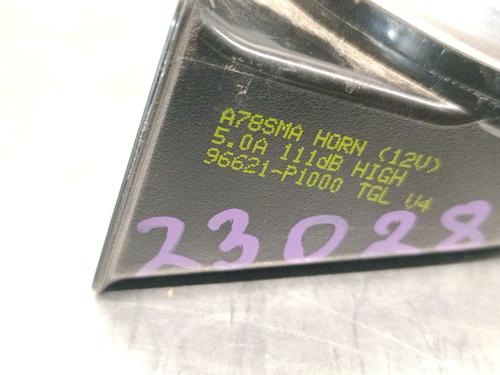 A78SMA HORN (12V)
5.0A 111dB HIGH
96621-P1000 TGL V4
23028